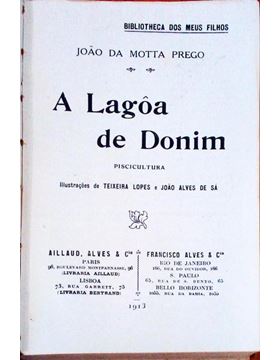 BIBLIOTHECA DOS MEUS FILHOS
JOÃO DA MOTTA PREGO
A Lagôa
de Donim
PISCICULTURA
Illustrações de TEIXEIRA LOPES e JOÃO ALVES DE SÁ
AILLAUD, ALVES & Cia
PARIS
96, BOULEVARD MONTPARNASSE, 96
(LIVRARIA AILLAUD)
LISBOA
73, RUA GARRETT, 75
(LIVRARIA BERTRAND)
FRANCISCO ALVES & Cia
RIO DE JANEIRO
166, RUA DO OUVIDOR, 166
S. PAULO
65, RUA DE S. BENTO, 65
BELLO HORIZONTE
1055, RUA DA BAHIA, 1055
1913